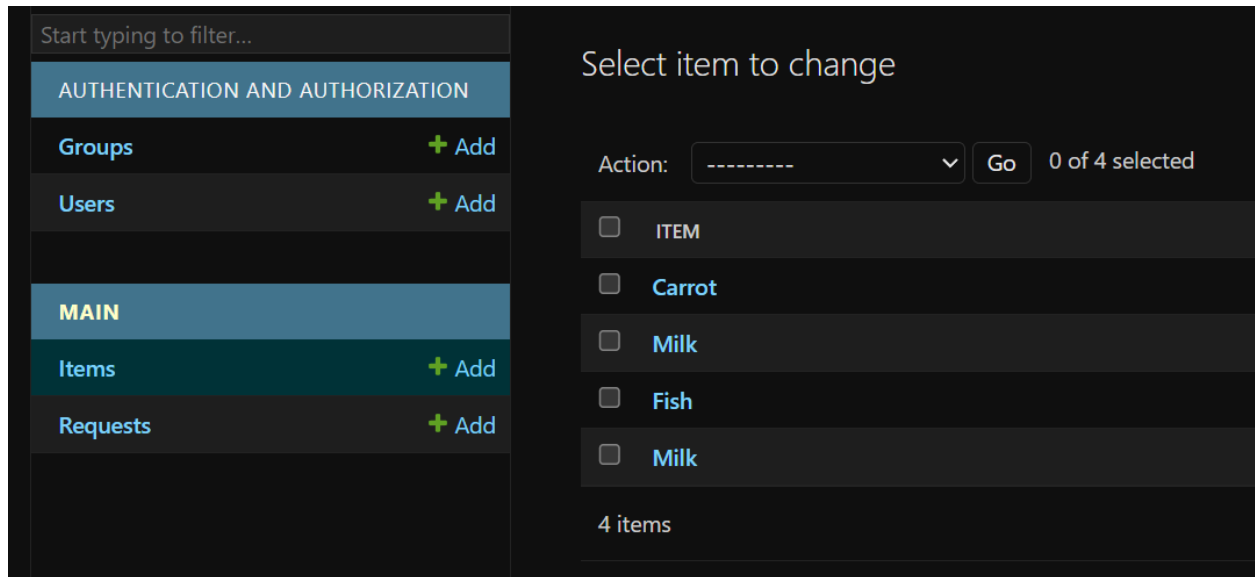 Start typing to filter...
AUTHENTICATION AND AUTHORIZATION
Groups + Add
Users + Add
MAIN
Items + Add
Requests + Add
Select item to change
Action: --------- Go 0 of 4 selected
ITEM
Carrot
Milk
Fish
Milk
4 items